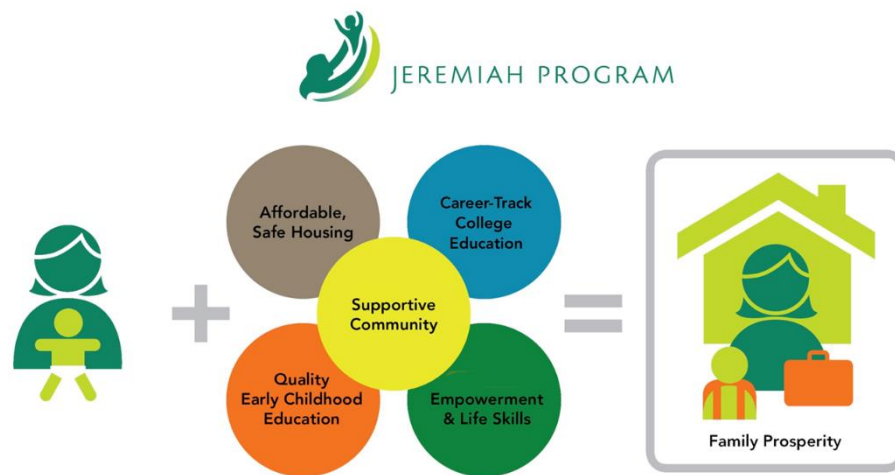 JEREMIAH PROGRAM
Affordable,
Safe Housing
Career-Track
College
Education
Supportive
Community
Quality
Early Childhood
Education
Empowerment
& Life Skills
Family Prosperity